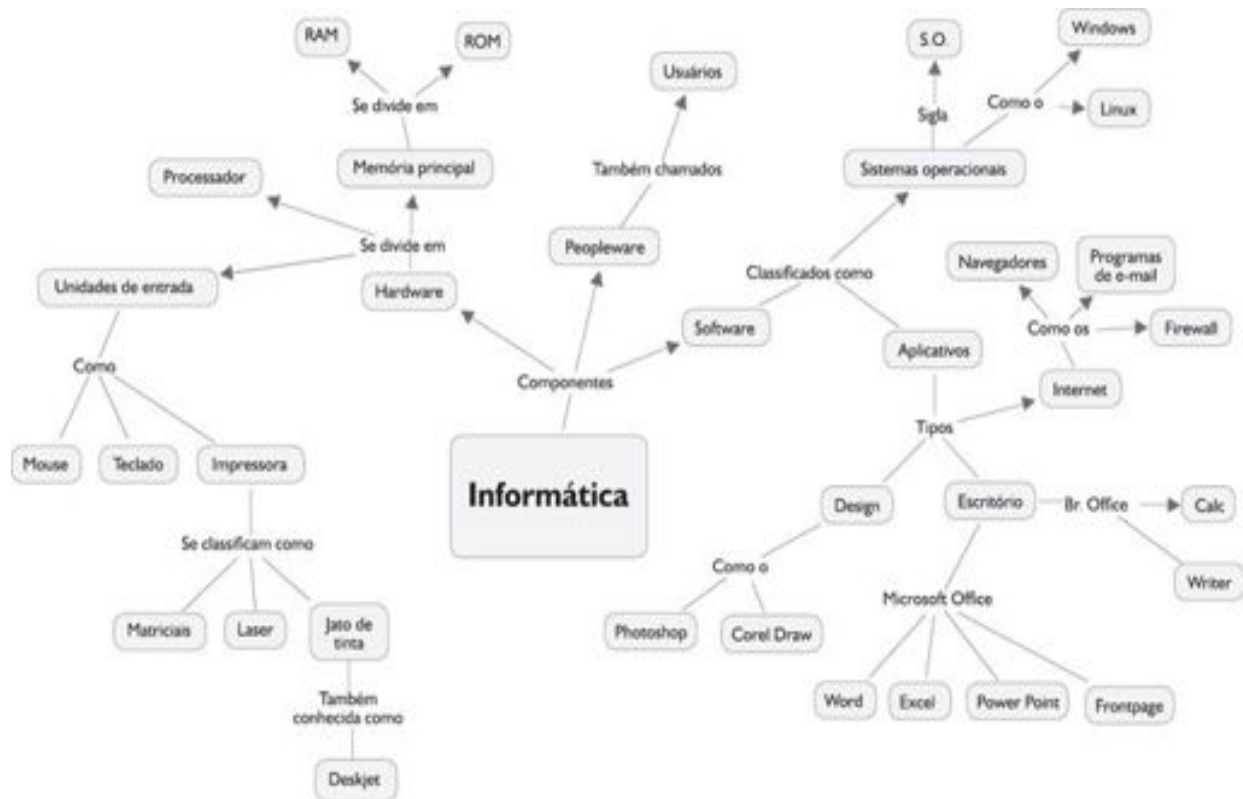 RAM
ROM
S.O.
Windows
Usuários
Se divide em
Como o
Sigla
Linux
Memória principal
Também chamados
Sistemas operacionais
Processador
Se divide em
Peopleware
Navegadores
Programas
de e-mail
Classificados como
Unidades de entrada
Hardware
Software
Como os
Firewall
Aplicativos
Como
Componentes
Internet
Tipos
Mouse
Teclado
Impressora
Informática
Design
Escritório
Br. Office
Calc
Se classificam como
Como o
Writer
Microsoft Office
Matriciais
Laser
Jato de
tinta
Photoshop
Corel Draw
Também
conhecida como
Word
Excel
Power Point
Frontpage
Deskjet